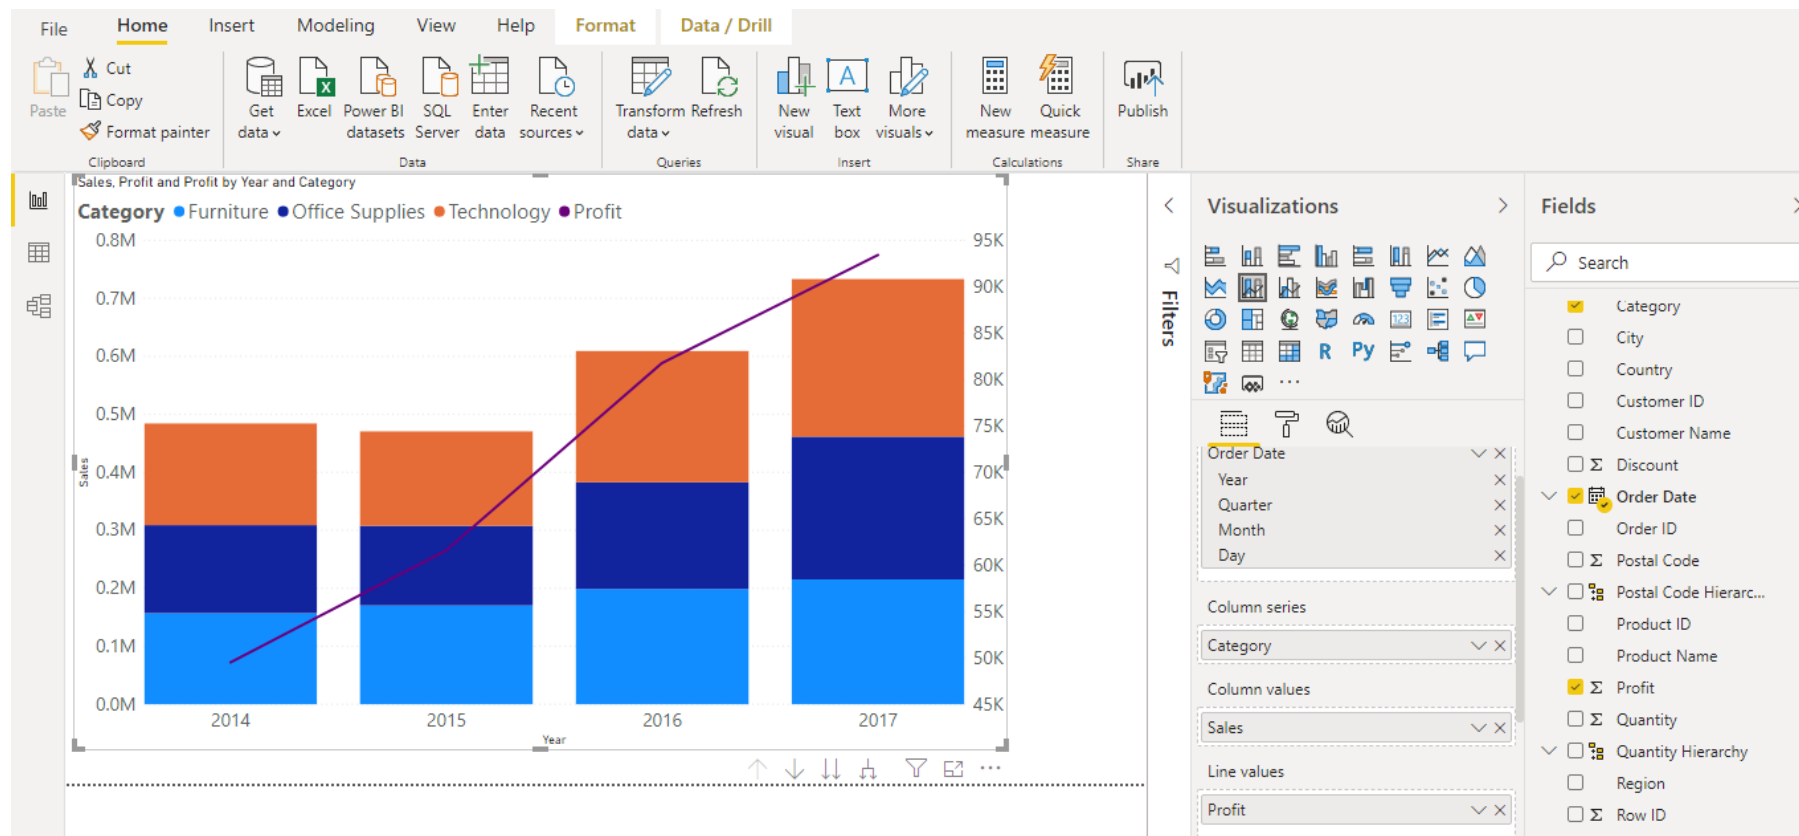 File Home Insert Modeling View Help Format Data / Drill
Paste
Cut
Copy
Format painter
Clipboard
Get data
Excel
Power BI datasets
SQL Server
Enter data
Recent sources
Data
Transform data
Refresh
Queries
New visual
Text box
More visuals
Insert
New measure
Quick measure
Calculations
Publish
Share
Sales, Profit and Profit by Year and Category
Category Furniture Office Supplies Technology Profit
0.8M
0.7M
0.6M
0.5M
0.4M
0.3M
0.2M
0.1M
0.0M
Sales
95K
90K
85K
80K
75K
70K
65K
60K
55K
50K
45K
2014 2015 2016 2017
Year
Filters
Visualizations
123
R
Py
Order Date
Year
Quarter
Month
Day
Column series
Category
Column values
Sales
Line values
Profit
Fields
Search
Category
City
Country
Customer ID
Customer Name
Σ Discount
Order Date
Order ID
Σ Postal Code
Postal Code Hierarc...
Product ID
Product Name
Σ Profit
Σ Quantity
Quantity Hierarchy
Region
Σ Row ID